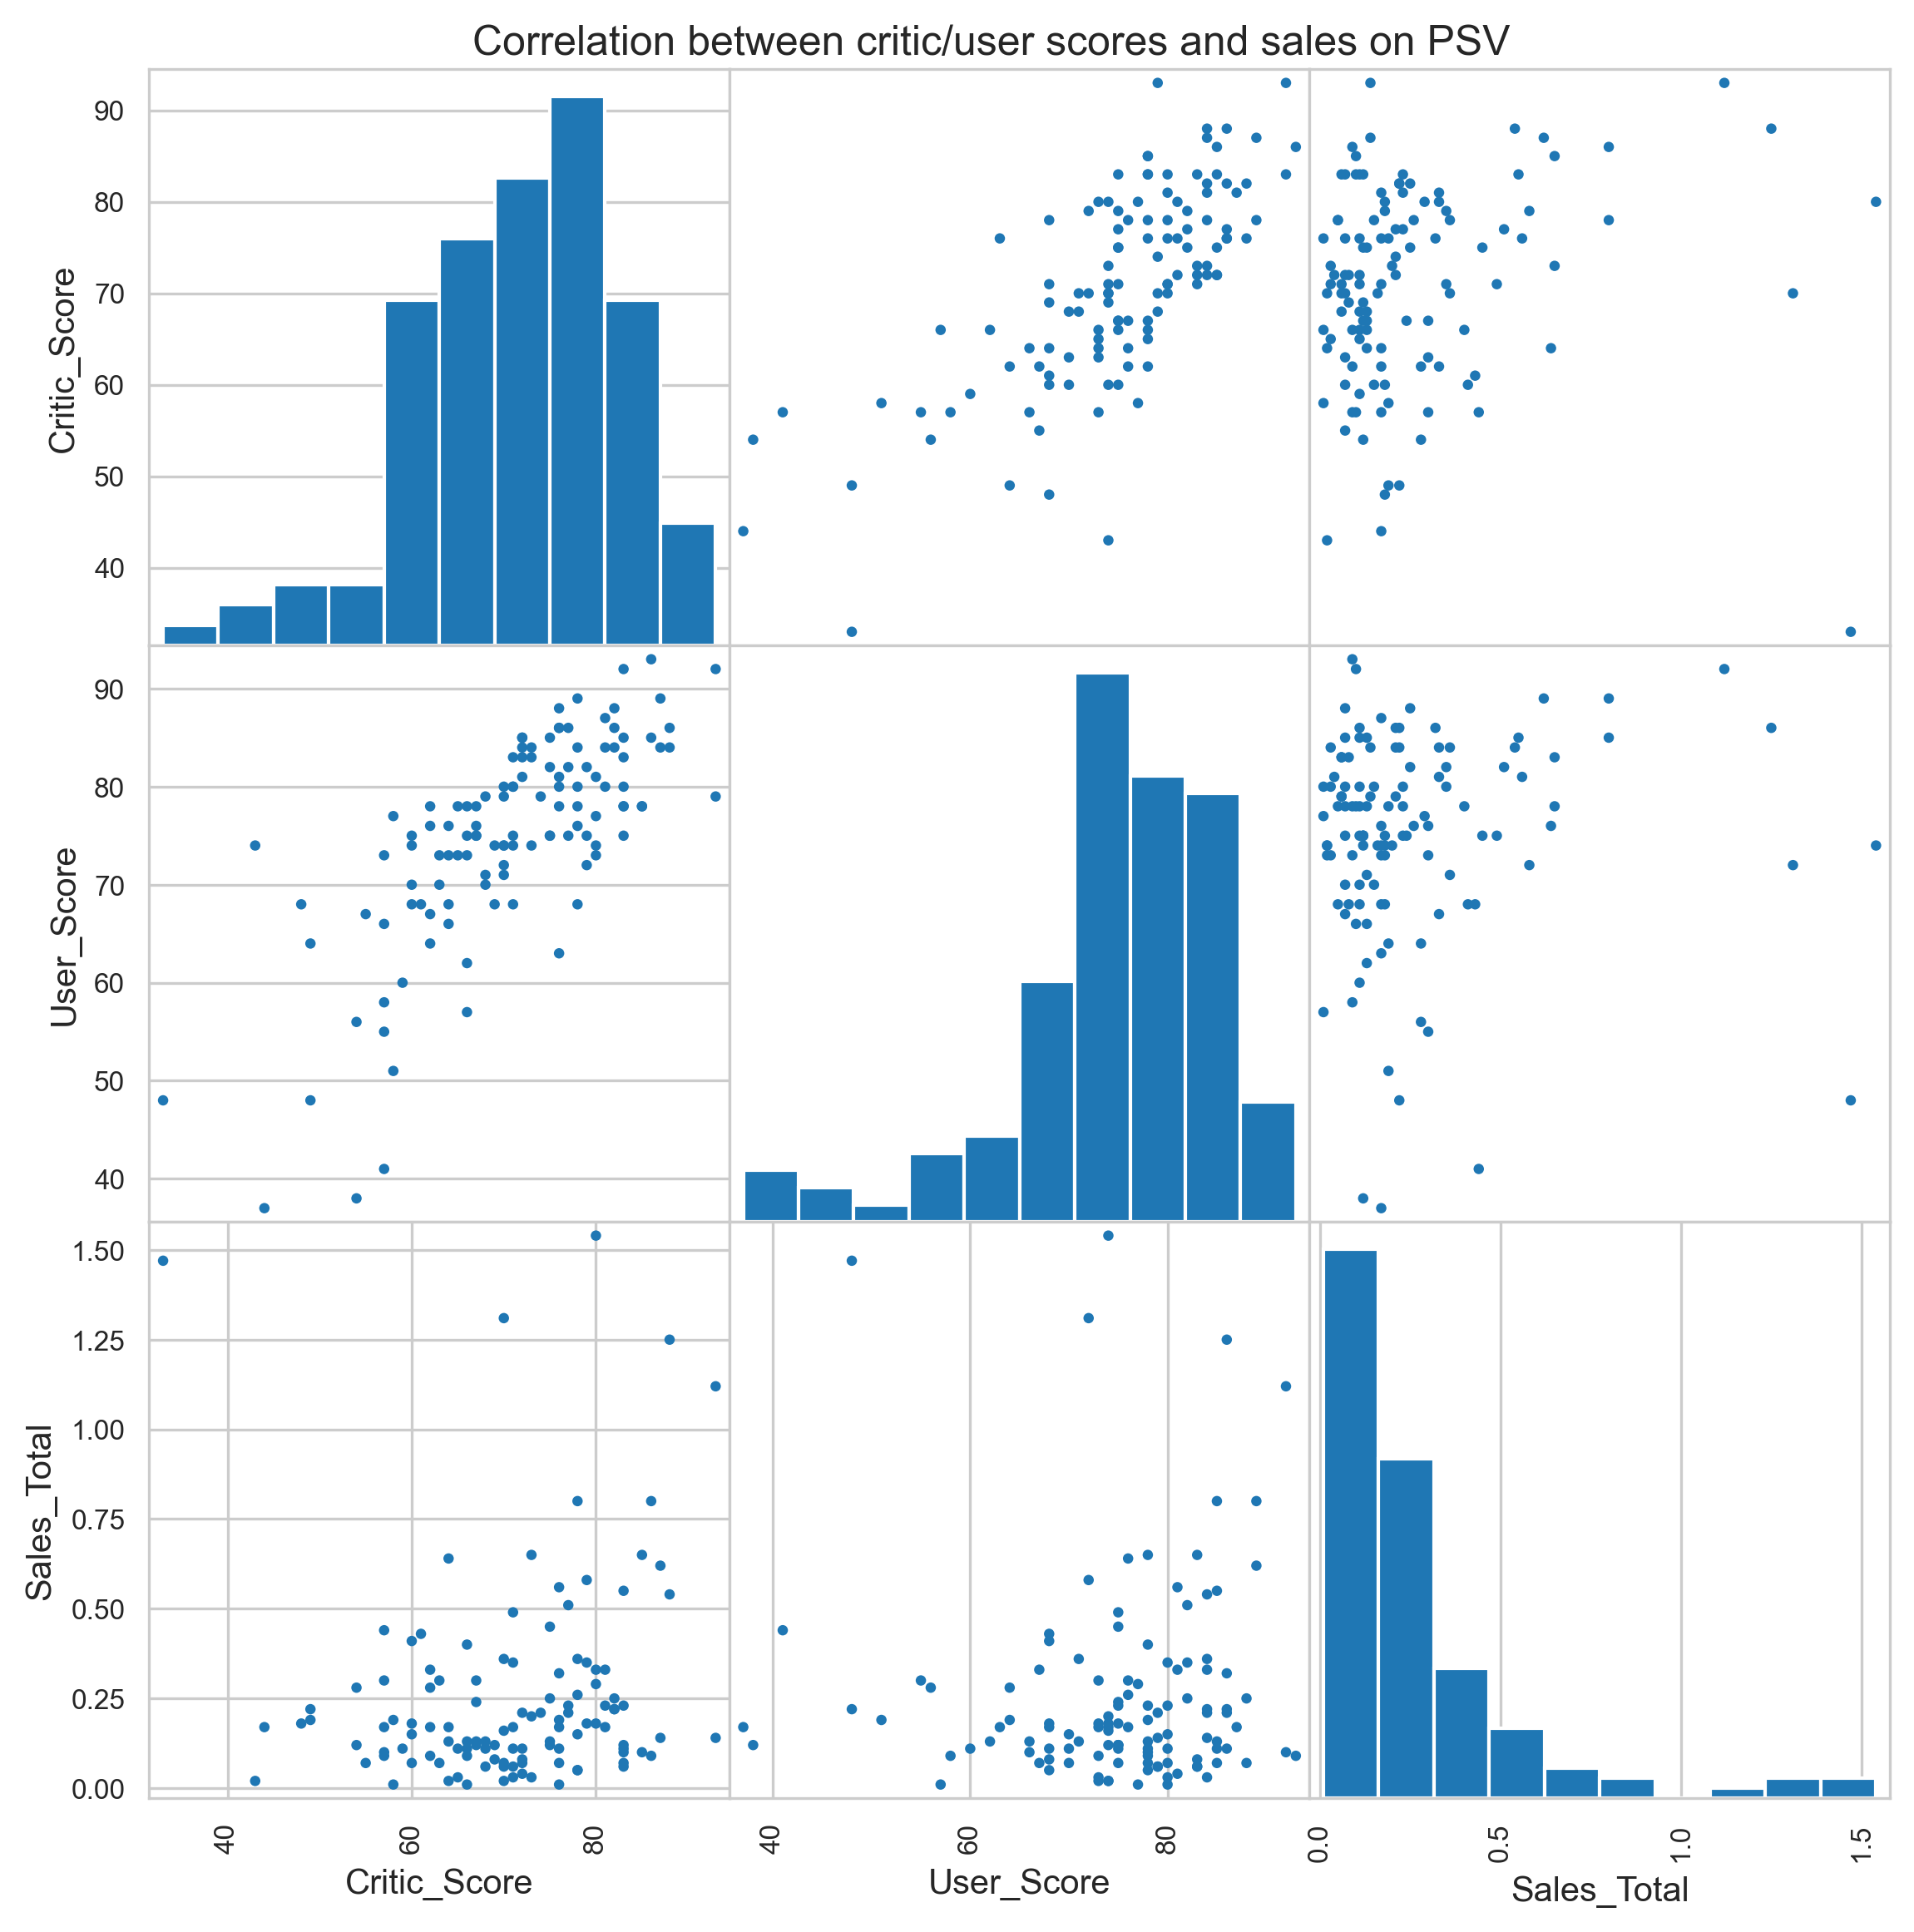 Correlation between critic/user scores and sales on PSV
Critic_Score
90
80
70
60
50
40
User_Score
90
80
70
60
50
40
Sales_Total
1.50
1.25
1.00
0.75
0.50
0.25
0.00
40 60 80
40 60 80
0.0 0.5 1.0 1.5
Critic_Score User_Score Sales_Total